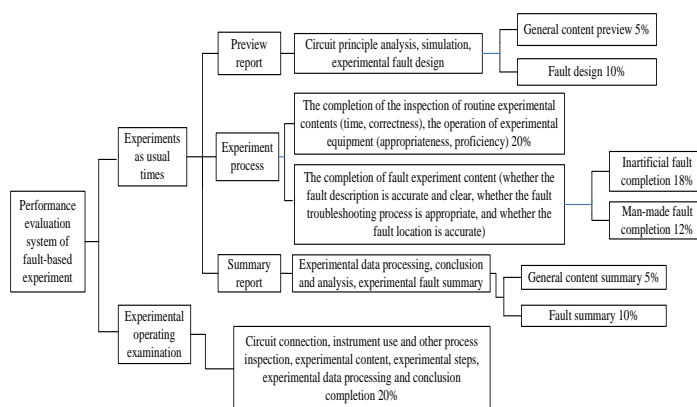 Performance
evaluation
system of
fault-based
experiment
Experiments
as usual
times
Preview
report
Circuit principle analysis, simulation,
experimental fault design
General content preview 5%
Fault design 10%
Experiment
process
The completion of the inspection of routine experimental
contents (time, correctness), the operation of experimental
equipment (appropriateness, proficiency) 20%
The completion of fault experiment content (whether the
fault description is accurate and clear, whether the fault
troubleshooting process is appropriate, and whether the
fault location is accurate)
Inartificial fault
completion 18%
Man-made fault
completion 12%
Summary
report
Experimental data processing, conclusion
and analysis, experimental fault summary
General content summary 5%
Fault summary 10%
Experimental
operating
examination
Circuit connection, instrument use and other process
inspection, experimental content, experimental steps,
experimental data processing and conclusion
completion 20%